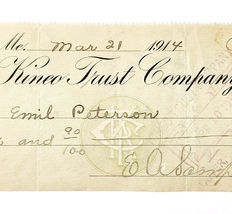 Me. Mar 21 1914
Kineo Trust Company
Emil Peterson
and 90/100
E A